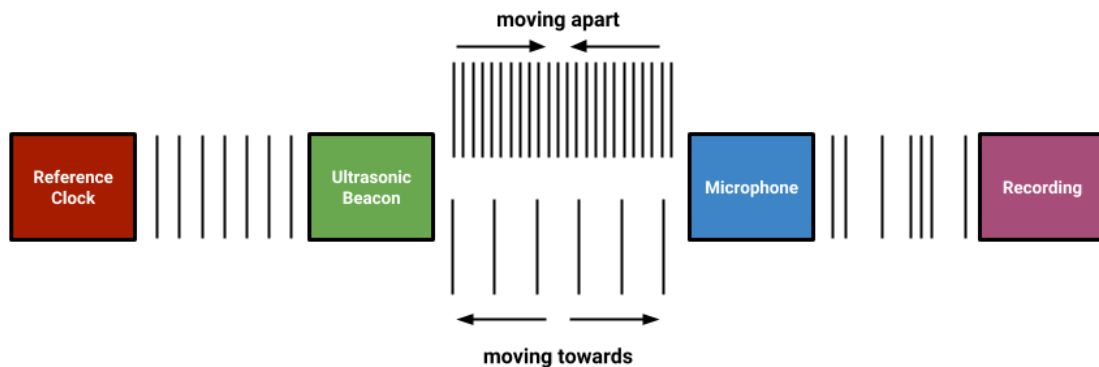 moving apart
Reference
Clock
Ultrasonic
Beacon
Microphone
Recording
moving towards